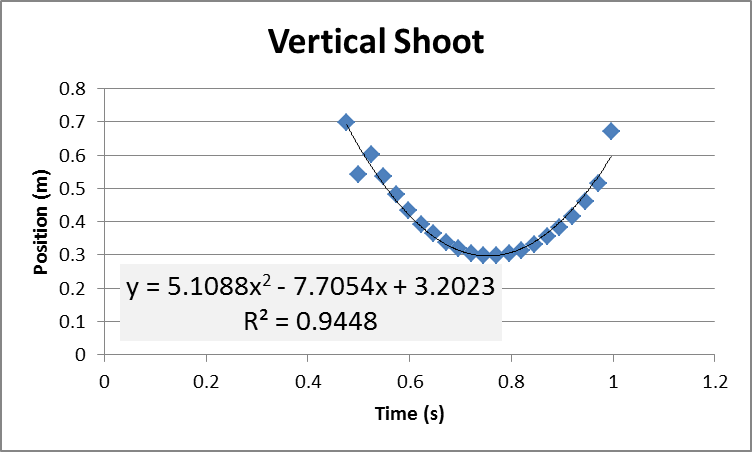 Vertical Shoot
Position (m)
0.8
0.7
0.6
0.5
0.4
0.3
0.2
0.1
0
y = 5.1088x² - 7.7054x + 3.2023
R² = 0.9448
0 0.2 0.4 0.6 0.8 1 1.2
Time (s)